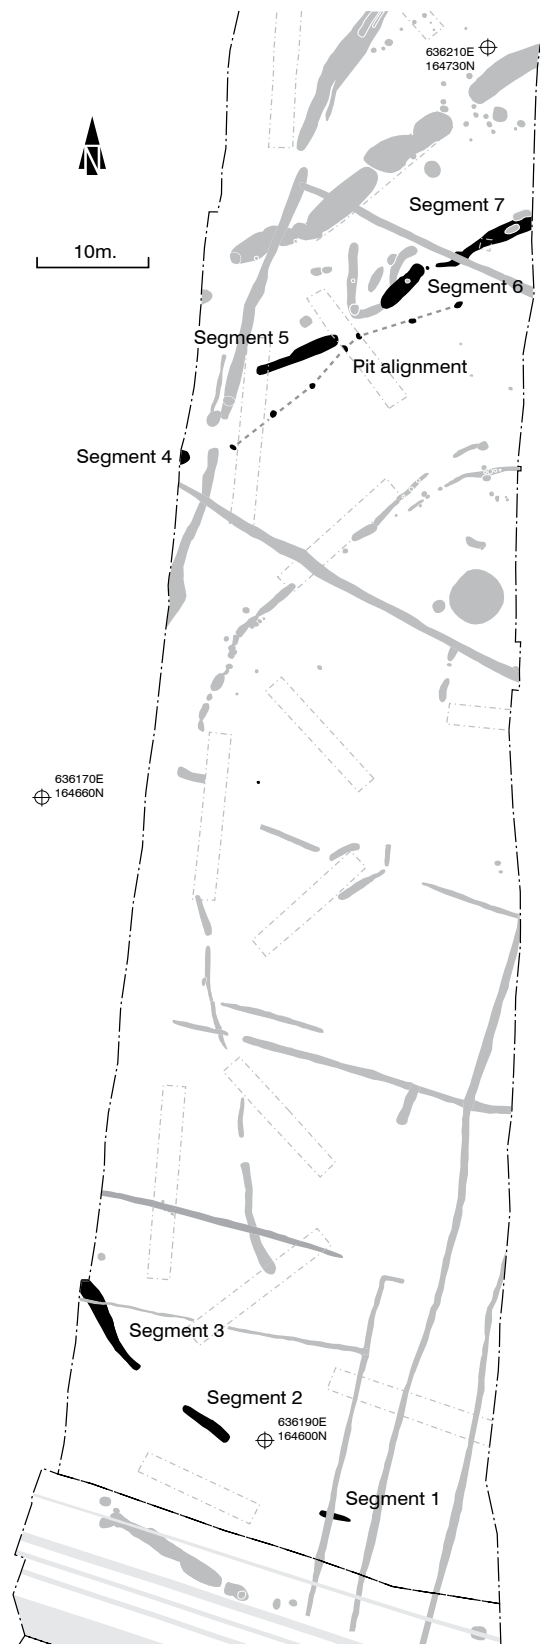 636210E
164730N
N
Segment 7
10m.
Segment 6
Segment 5
Pit alignment
Segment 4
636170E
164660N
Segment 3
Segment 2
636190E
164600N
Segment 1